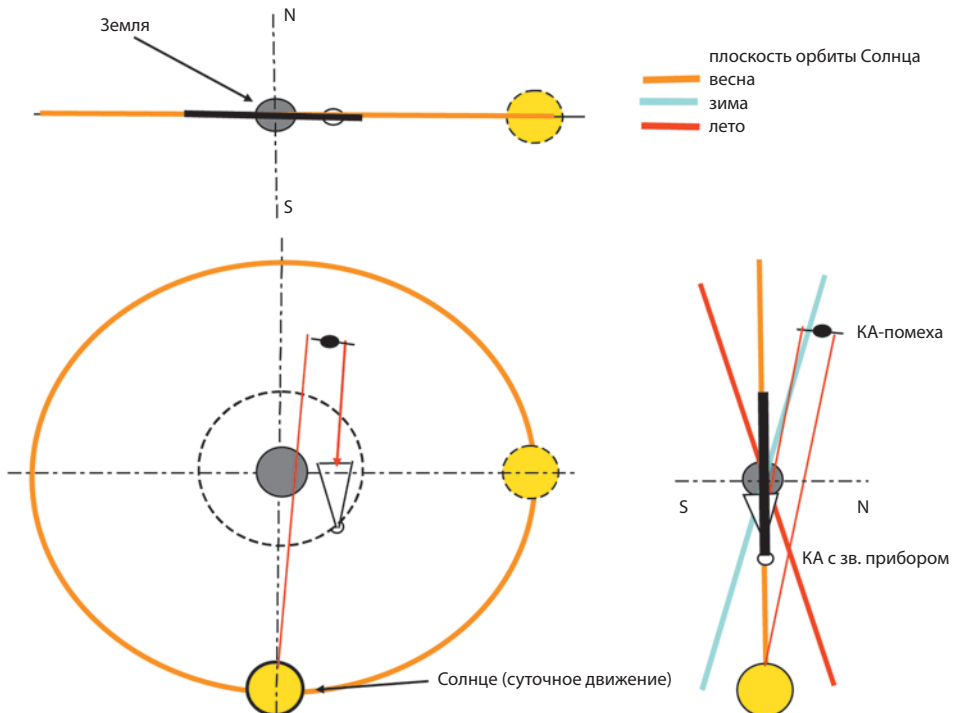 N
Земля
плоскость орбиты Солнца
весна
зима
лето
S
КА-помеха
S
N
КА с зв. прибором
Солнце (суточное движение)